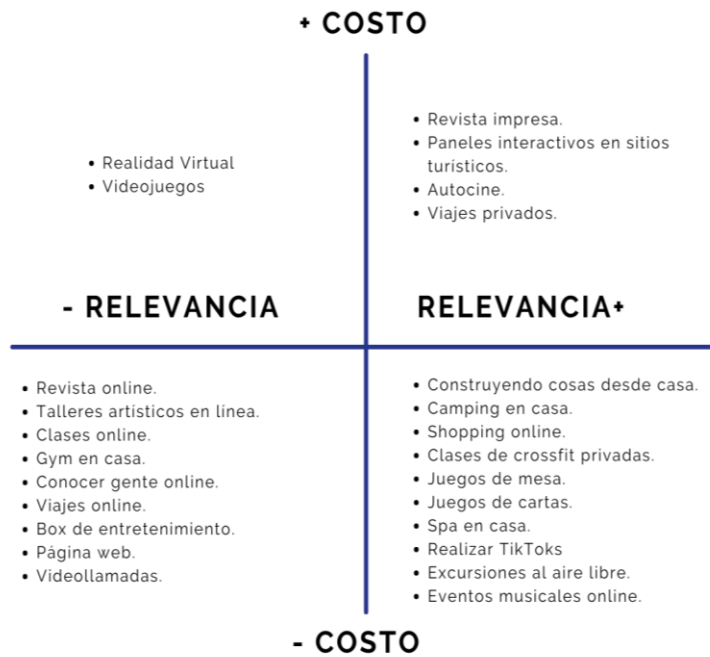 + COSTO
• Realidad Virtual
• Videojuegos
• Revista impresa.
• Paneles interactivos en sitios
turísticos.
• Autocine.
• Viajes privados.
- RELEVANCIA
RELEVANCIA+
• Revista online.
• Talleres artísticos en línea.
• Clases online.
• Gym en casa.
• Conocer gente online.
• Viajes online.
• Box de entretenimiento.
• Página web.
• Videollamadas.
• Construyendo cosas desde casa.
• Camping en casa.
• Shopping online.
• Clases de crossfit privadas.
• Juegos de mesa.
• Juegos de cartas.
• Spa en casa.
• Realizar TikToks
• Excursiones al aire libre.
• Eventos musicales online.
- COSTO